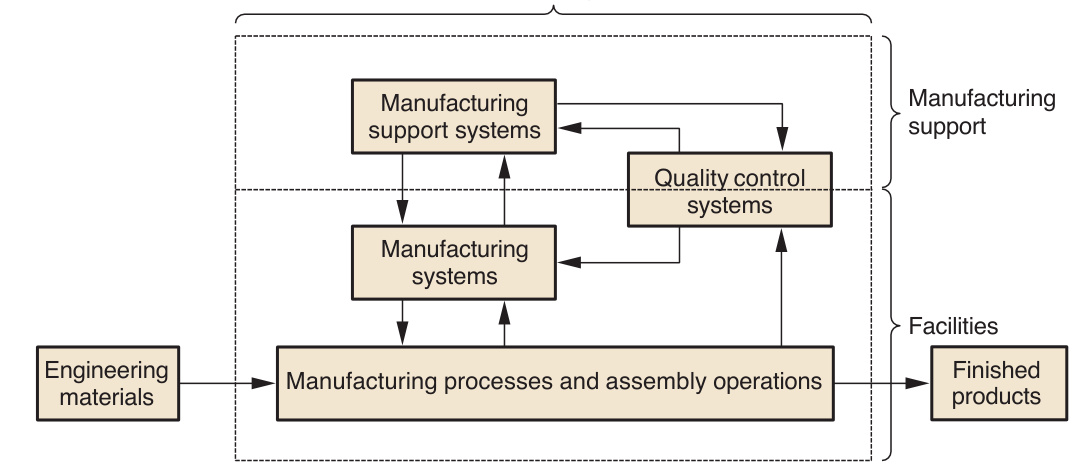 Manufacturing
support systems
Manufacturing
support
Quality control
systems
Manufacturing
systems
Facilities
Engineering
materials
Manufacturing processes and assembly operations
Finished
products